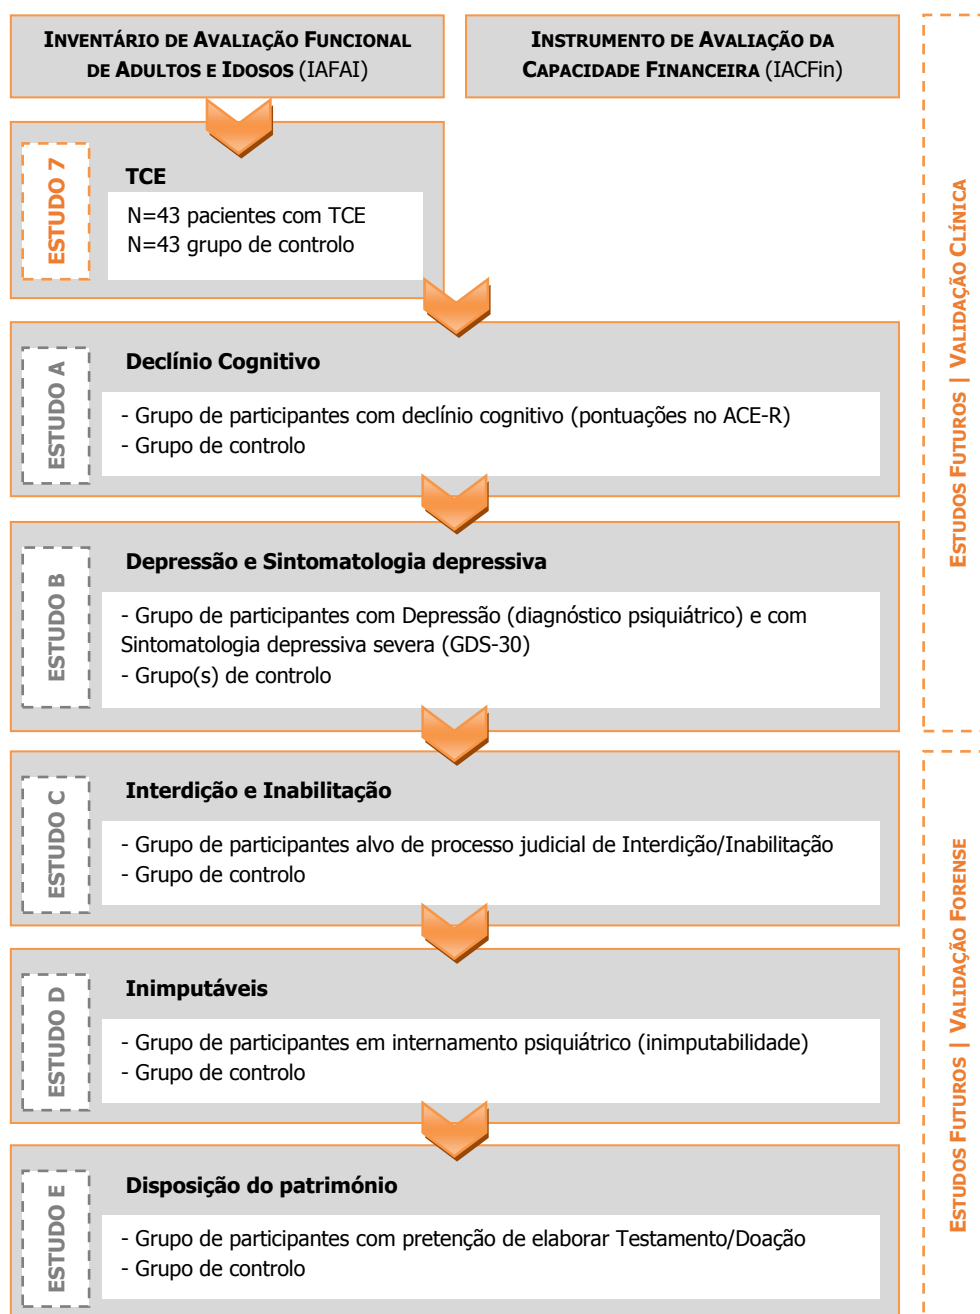 INVENTÁRIO DE AVALIAÇÃO FUNCIONAL
DE ADULTOS E IDOSOS (IAFAI)
INSTRUMENTO DE AVALIAÇÃO DA
CAPACIDADE FINANCEIRA (IACFin)
ESTUDO 7
TCE
N=43 pacientes com TCE
N=43 grupo de controlo
ESTUDO A
Declínio Cognitivo
- Grupo de participantes com declínio cognitivo (pontuações no ACE-R)
- Grupo de controlo
ESTUDO B
Depressão e Sintomatologia depressiva
- Grupo de participantes com Depressão (diagnóstico psiquiátrico) e com
Sintomatologia depressiva severa (GDS-30)
- Grupo(s) de controlo
ESTUDOS FUTUROS | VALIDAÇÃO CLÍNICA
ESTUDO C
Interdição e Inabilitação
- Grupo de participantes alvo de processo judicial de Interdição/Inabilitação
- Grupo de controlo
ESTUDO D
Inimputáveis
- Grupo de participantes em internamento psiquiátrico (inimputabilidade)
- Grupo de controlo
ESTUDO E
Disposição do património
- Grupo de participantes com pretenção de elaborar Testamento/Doação
- Grupo de controlo
ESTUDOS FUTUROS | VALIDAÇÃO FORENSE